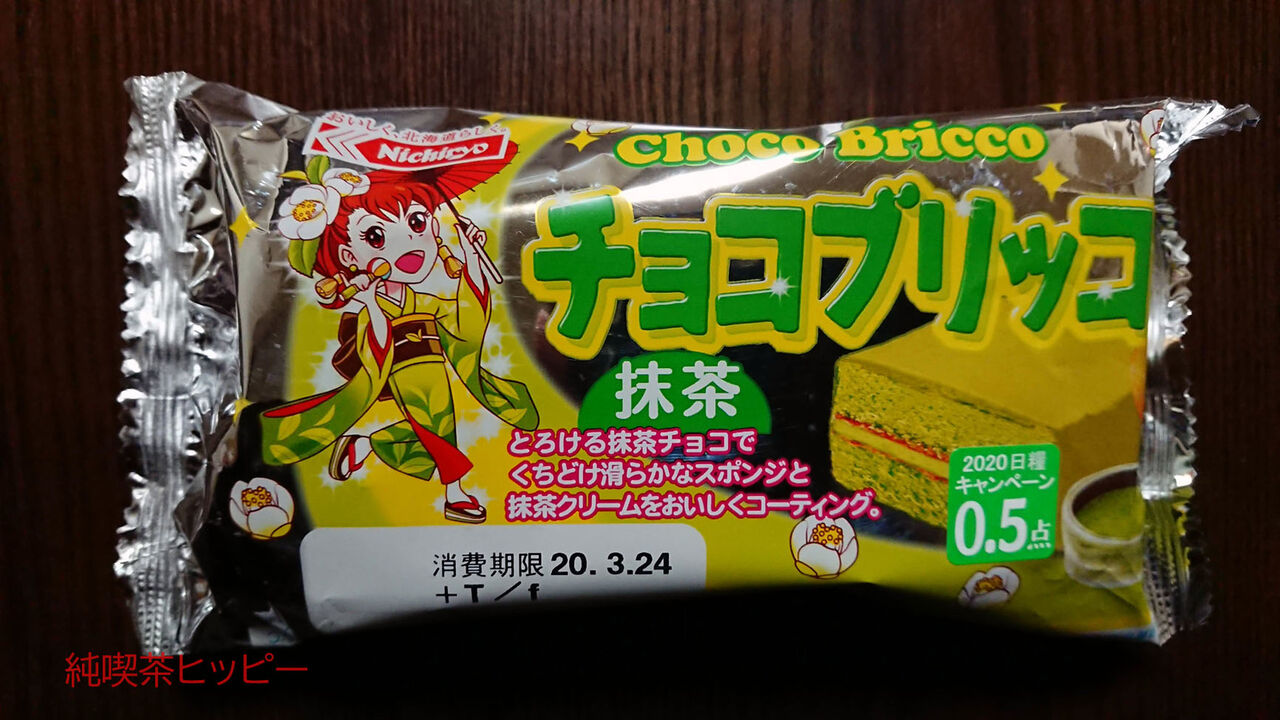 おいしく、北海道らしく。
Nichiryo
Choco Bricco
チョコブリッコ
抹茶
とろける抹茶チョコで
くちどけ滑らかなスポンジと
抹茶クリームをおいしくコーティング。
2020日糧
キャンペーン
0.5点
消費期限 20. 3.24
+T/f
純喫茶ヒッピー